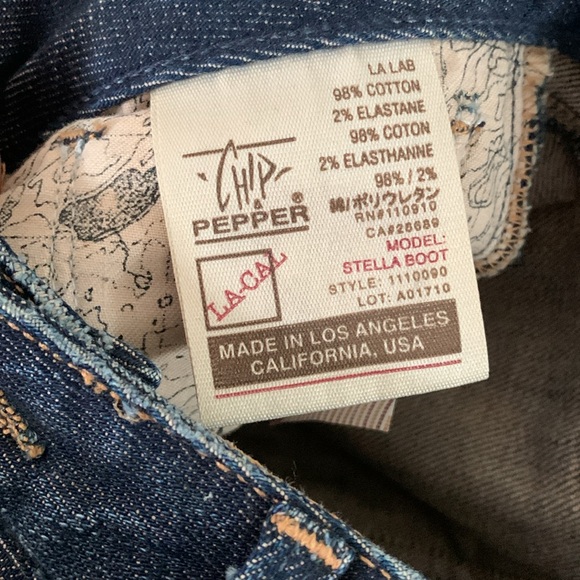 CHIP
&
PEPPER®
LA-CAL
LA LAB
98% COTTON
2% ELASTANE
98% COTON
2% ELASTHANNE
98% / 2%
綿/ポリウレタン
RN#110910
CA#28689
MODEL:
STELLA BOOT
STYLE: 1110090
LOT: A01710
MADE IN LOS ANGELES
CALIFORNIA, USA